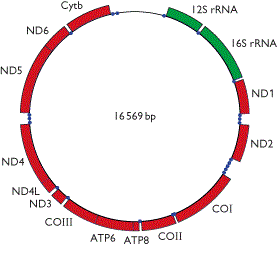 Cytb
12S rRNA
ND6
16S rRNA
ND5
ND1
16 569 bp
ND2
ND4
ND4L
ND3
COI
COIII
COII
ATP6
ATP8